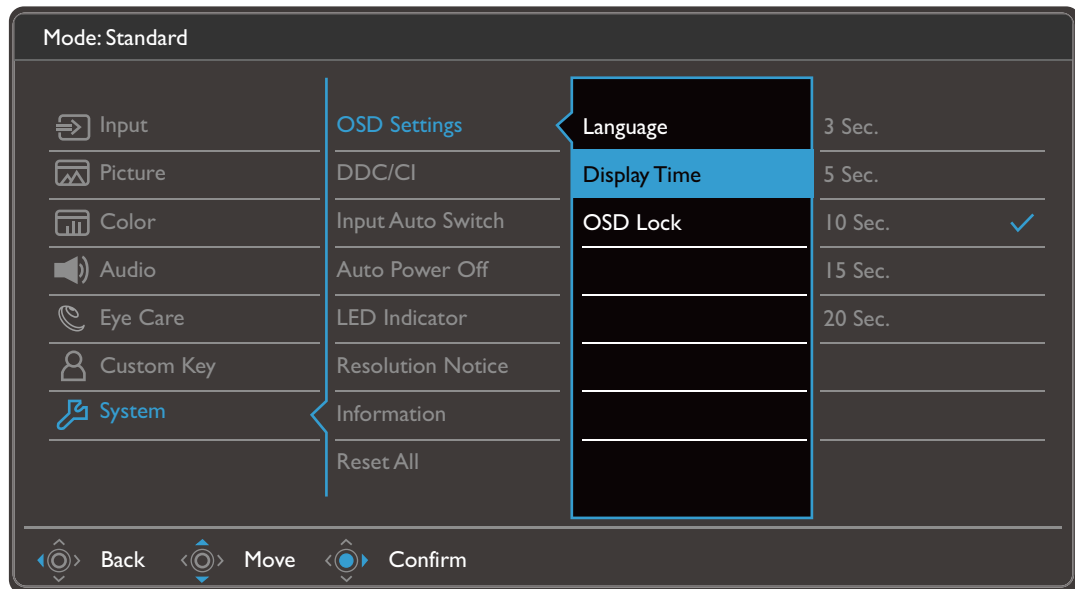 Mode: Standard
Input
Picture
Color
Audio
Eye Care
Custom Key
System
OSD Settings
DDC/CI
Input Auto Switch
Auto Power Off
LED Indicator
Resolution Notice
Information
Reset All
Language
Display Time
OSD Lock
3 Sec.
5 Sec.
10 Sec.
15 Sec.
20 Sec.
Back Move Confirm